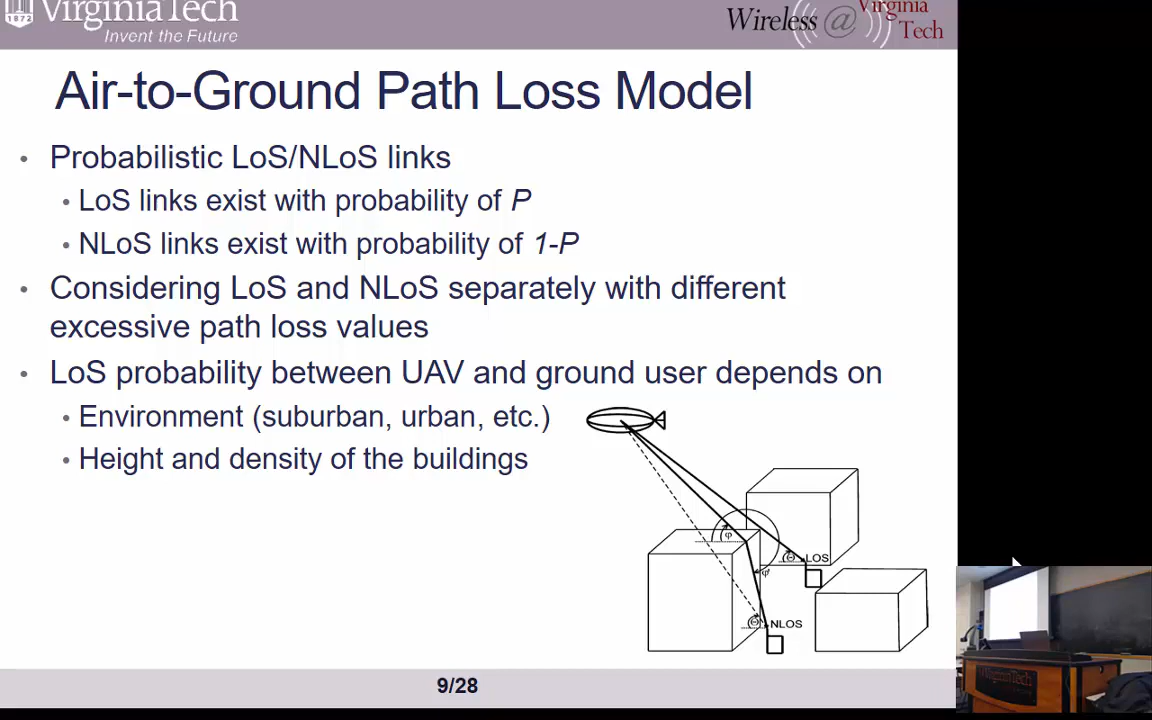 VirginiaTech
1872
Invent the Future
Wireless@
Virginia
Tech
Air-to-Ground Path Loss Model
• Probabilistic LoS/NLoS links
• LoS links exist with probability of P
• NLoS links exist with probability of 1-P
• Considering LoS and NLoS separately with different
excessive path loss values
• LoS probability between UAV and ground user depends on
• Environment (suburban, urban, etc.)
• Height and density of the buildings
φ
Θ LOS
φ'
Θ NLOS
9/28
VirginiaTech